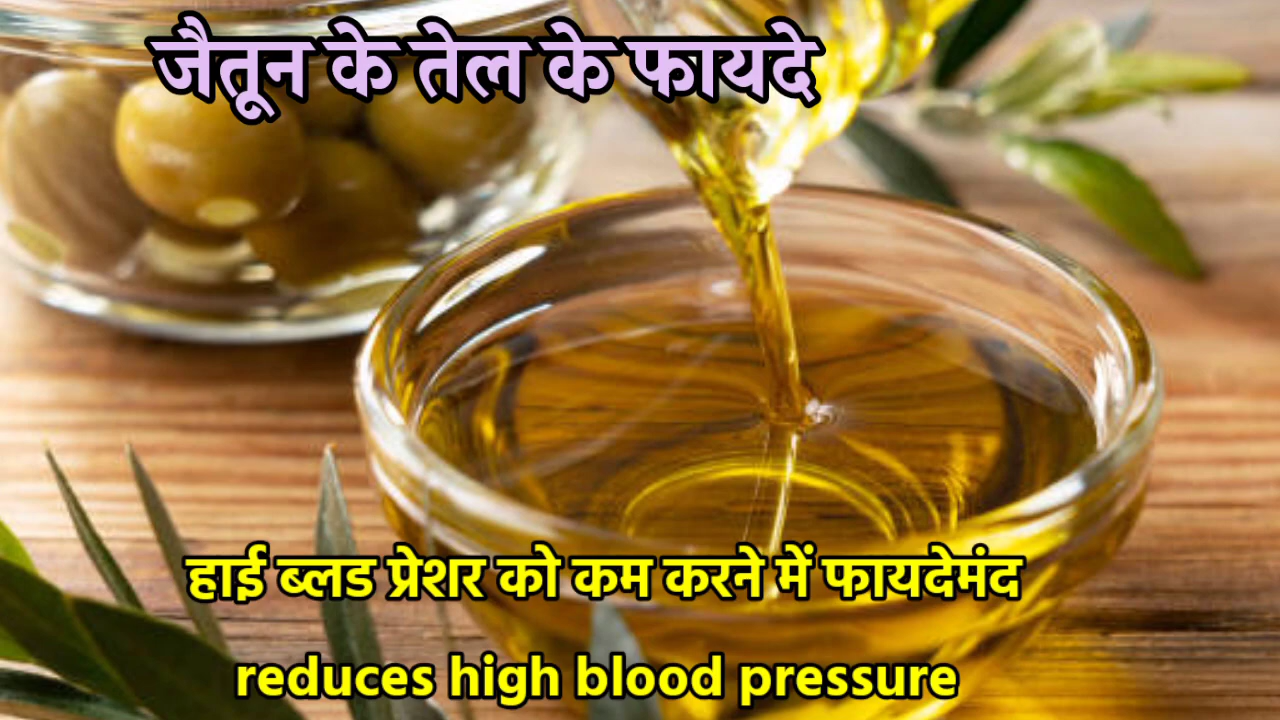 जैतून के तेल के फायदे
हाई ब्लड प्रेशर को कम करने में फायदेमंद
reduces high blood pressure